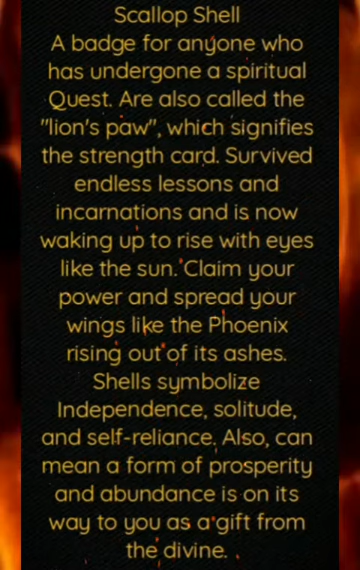 Scallop Shell
A badge for anyone who
has undergone a spiritual
Quest. Are also called the
"lion's paw", which signifies
the strength card. Survived
endless lessons and
incarnations and is now
waking up to rise with eyes
like the sun. Claim your
power and spread your
wings like the Phoenix
rising out of its ashes.
Shells symbolize
Independence, solitude,
and self-reliance. Also, can
mean a form of prosperity
and abundance is on its
way to you as a gift from
the divine.